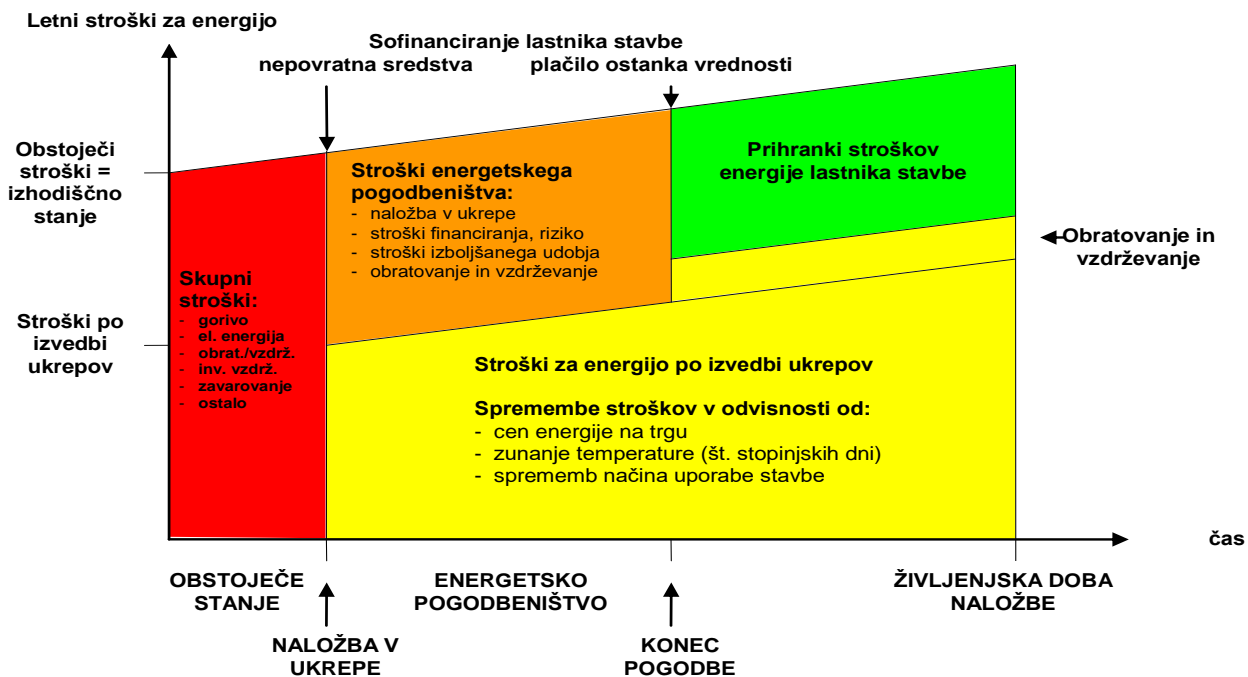 Letni stroški za energijo
Sofinanciranje lastnika stavbe
nepovratna sredstva
plačilo ostanka vrednosti
Obstoječi
stroški =
izhodiščno
stanje
Stroški po
izvedbi
ukrepov
Skupni
stroški:
- gorivo
- el. energija
- obrat./vzdrž.
- inv. vzdrž.
- zavarovanje
- ostalo
Stroški energetskega
pogodbeništva:
- naložba v ukrepe
- stroški financiranja, riziko
- stroški izboljšanega udobja
- obratovanje in vzdrževanje
Prihranki stroškov
energije lastnika stavbe
Obratovanje in
vzdrževanje
Stroški za energijo po izvedbi ukrepov
Spremembe stroškov v odvisnosti od:
- cen energije na trgu
- zunanje temperature (št. stopinjskih dni)
- sprememb načina uporabe stavbe
čas
OBSTOJEČE
STANJE
ENERGETSKO
POGODBENIŠTVO
ŽIVLJENJSKA DOBA
NALOŽBE
NALOŽBA V
UKREPE
KONEC
POGODBE